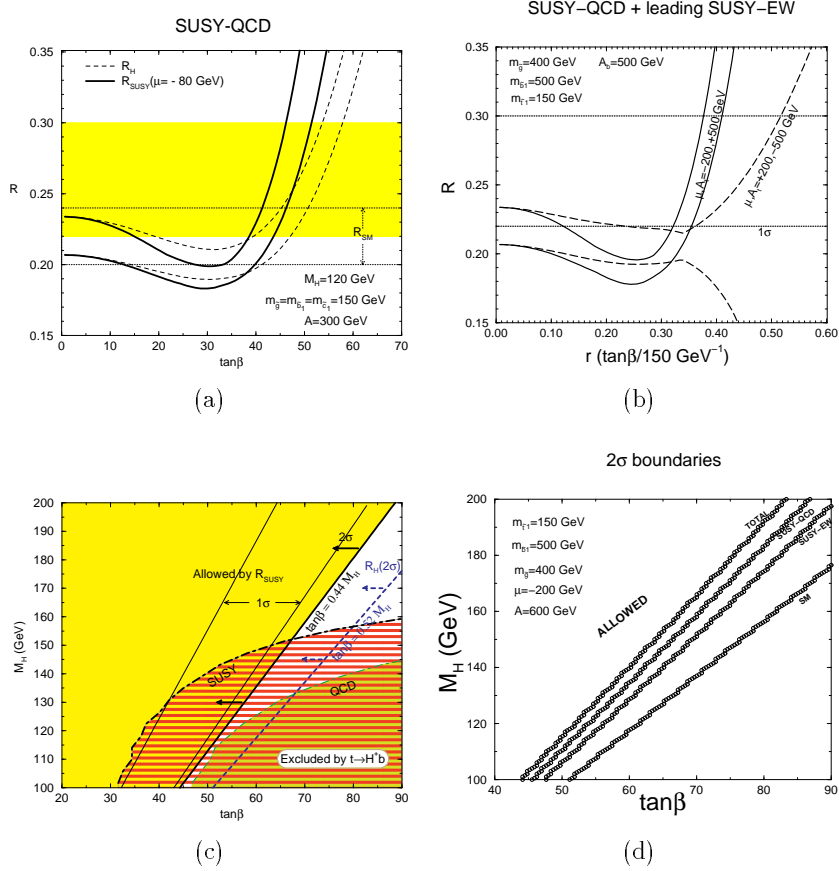 SUSY-QCD
R_H
R_SUSY(μ= - 80 GeV)
0.35
0.30
0.25
0.20
0.15
R
R_SM
M_H=120 GeV
m_g̃=m_b̃1=m_t̃1=150 GeV
A=300 GeV
0 10 20 30 40 50 60 70
tanβ
(a)
SUSY−QCD + leading SUSY−EW
m_g̃=400 GeV A_b=500 GeV
m_b̃1=500 GeV
m_t̃1=150 GeV
0.35
0.30
0.25
0.20
0.15
R
μ,A_t=−200,+500 GeV
μ,A_t=+200,−500 GeV
1σ
0.00 0.10 0.20 0.30 0.40 0.50 0.60
r (tanβ/150 GeV⁻¹)
(b)
200
190
180
170
160
150
140
130
120
110
100
M_H (GeV)
2σ
Allowed by R_SUSY
R_H(2σ)
1σ
tanβ = 0.44 M_H
tanβ = 0.52 M_H
SUSY
QCD
Excluded by t→H⁺b
20 30 40 50 60 70 80 90
tanβ
(c)
2σ boundaries
m_t̃1=150 GeV
m_b̃1=500 GeV
m_g̃=400 GeV
μ=−200 GeV
A=600 GeV
TOTAL
SUSY-QCD
SUSY-EW
SM
ALLOWED
200
180
160
140
120
100
M_H (GeV)
40 50 60 70 80 90
tanβ
(d)